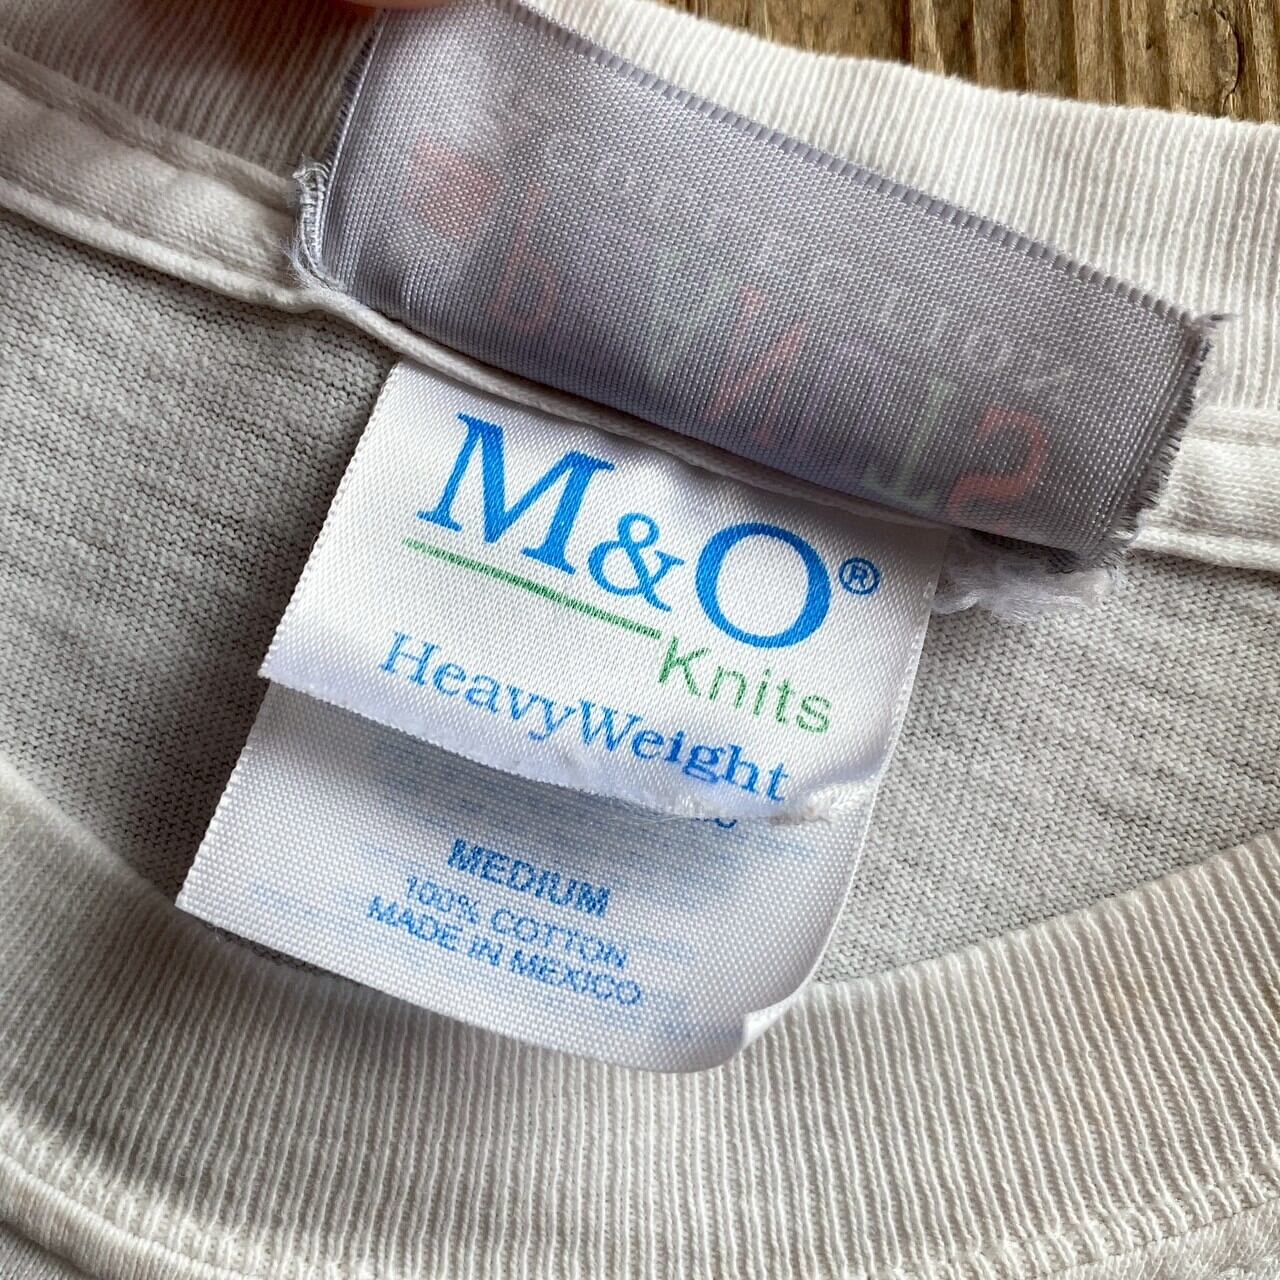 M&O®
Knits
HeavyWeight
MEDIUM
100% COTTON
MADE IN MEXICO